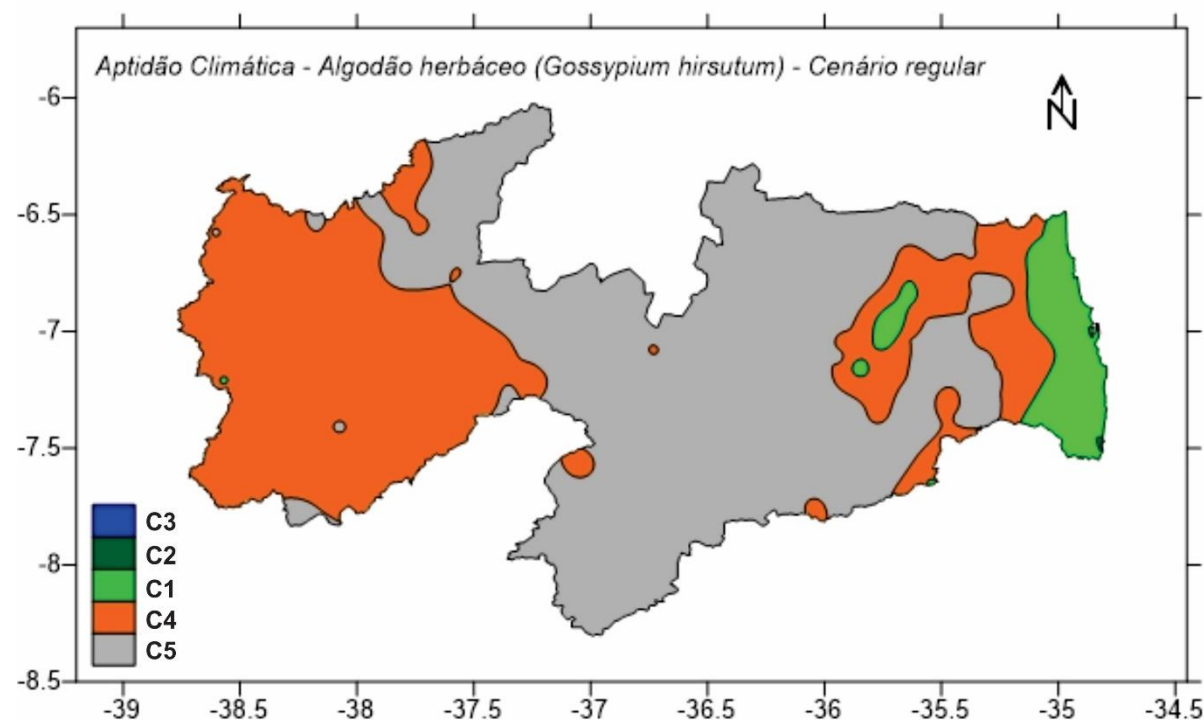 Aptidão Climática - Algodão herbáceo (Gossypium hirsutum) - Cenário regular
N
-6
-6.5
-7
-7.5
-8
-8.5
C3
C2
C1
C4
C5
-39
-38.5
-38
-37.5
-37
-36.5
-36
-35.5
-35
-34.5